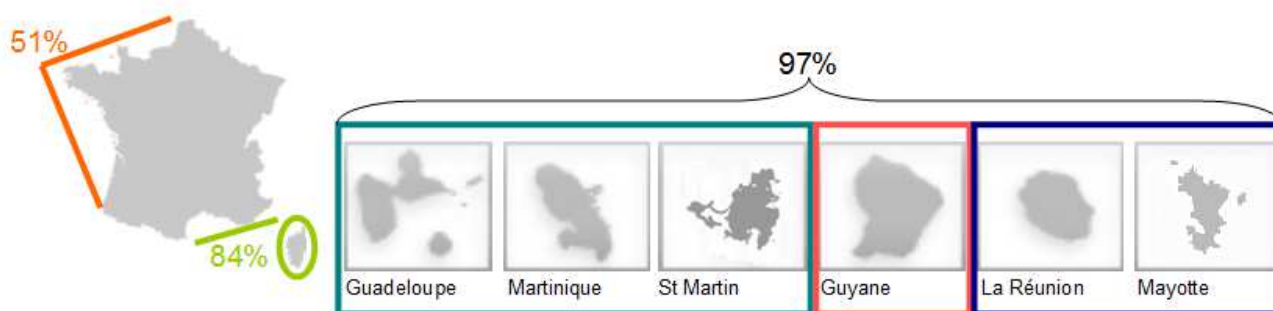 51%
97%
84%
Guadeloupe
Martinique
St Martin
Guyane
La Réunion
Mayotte